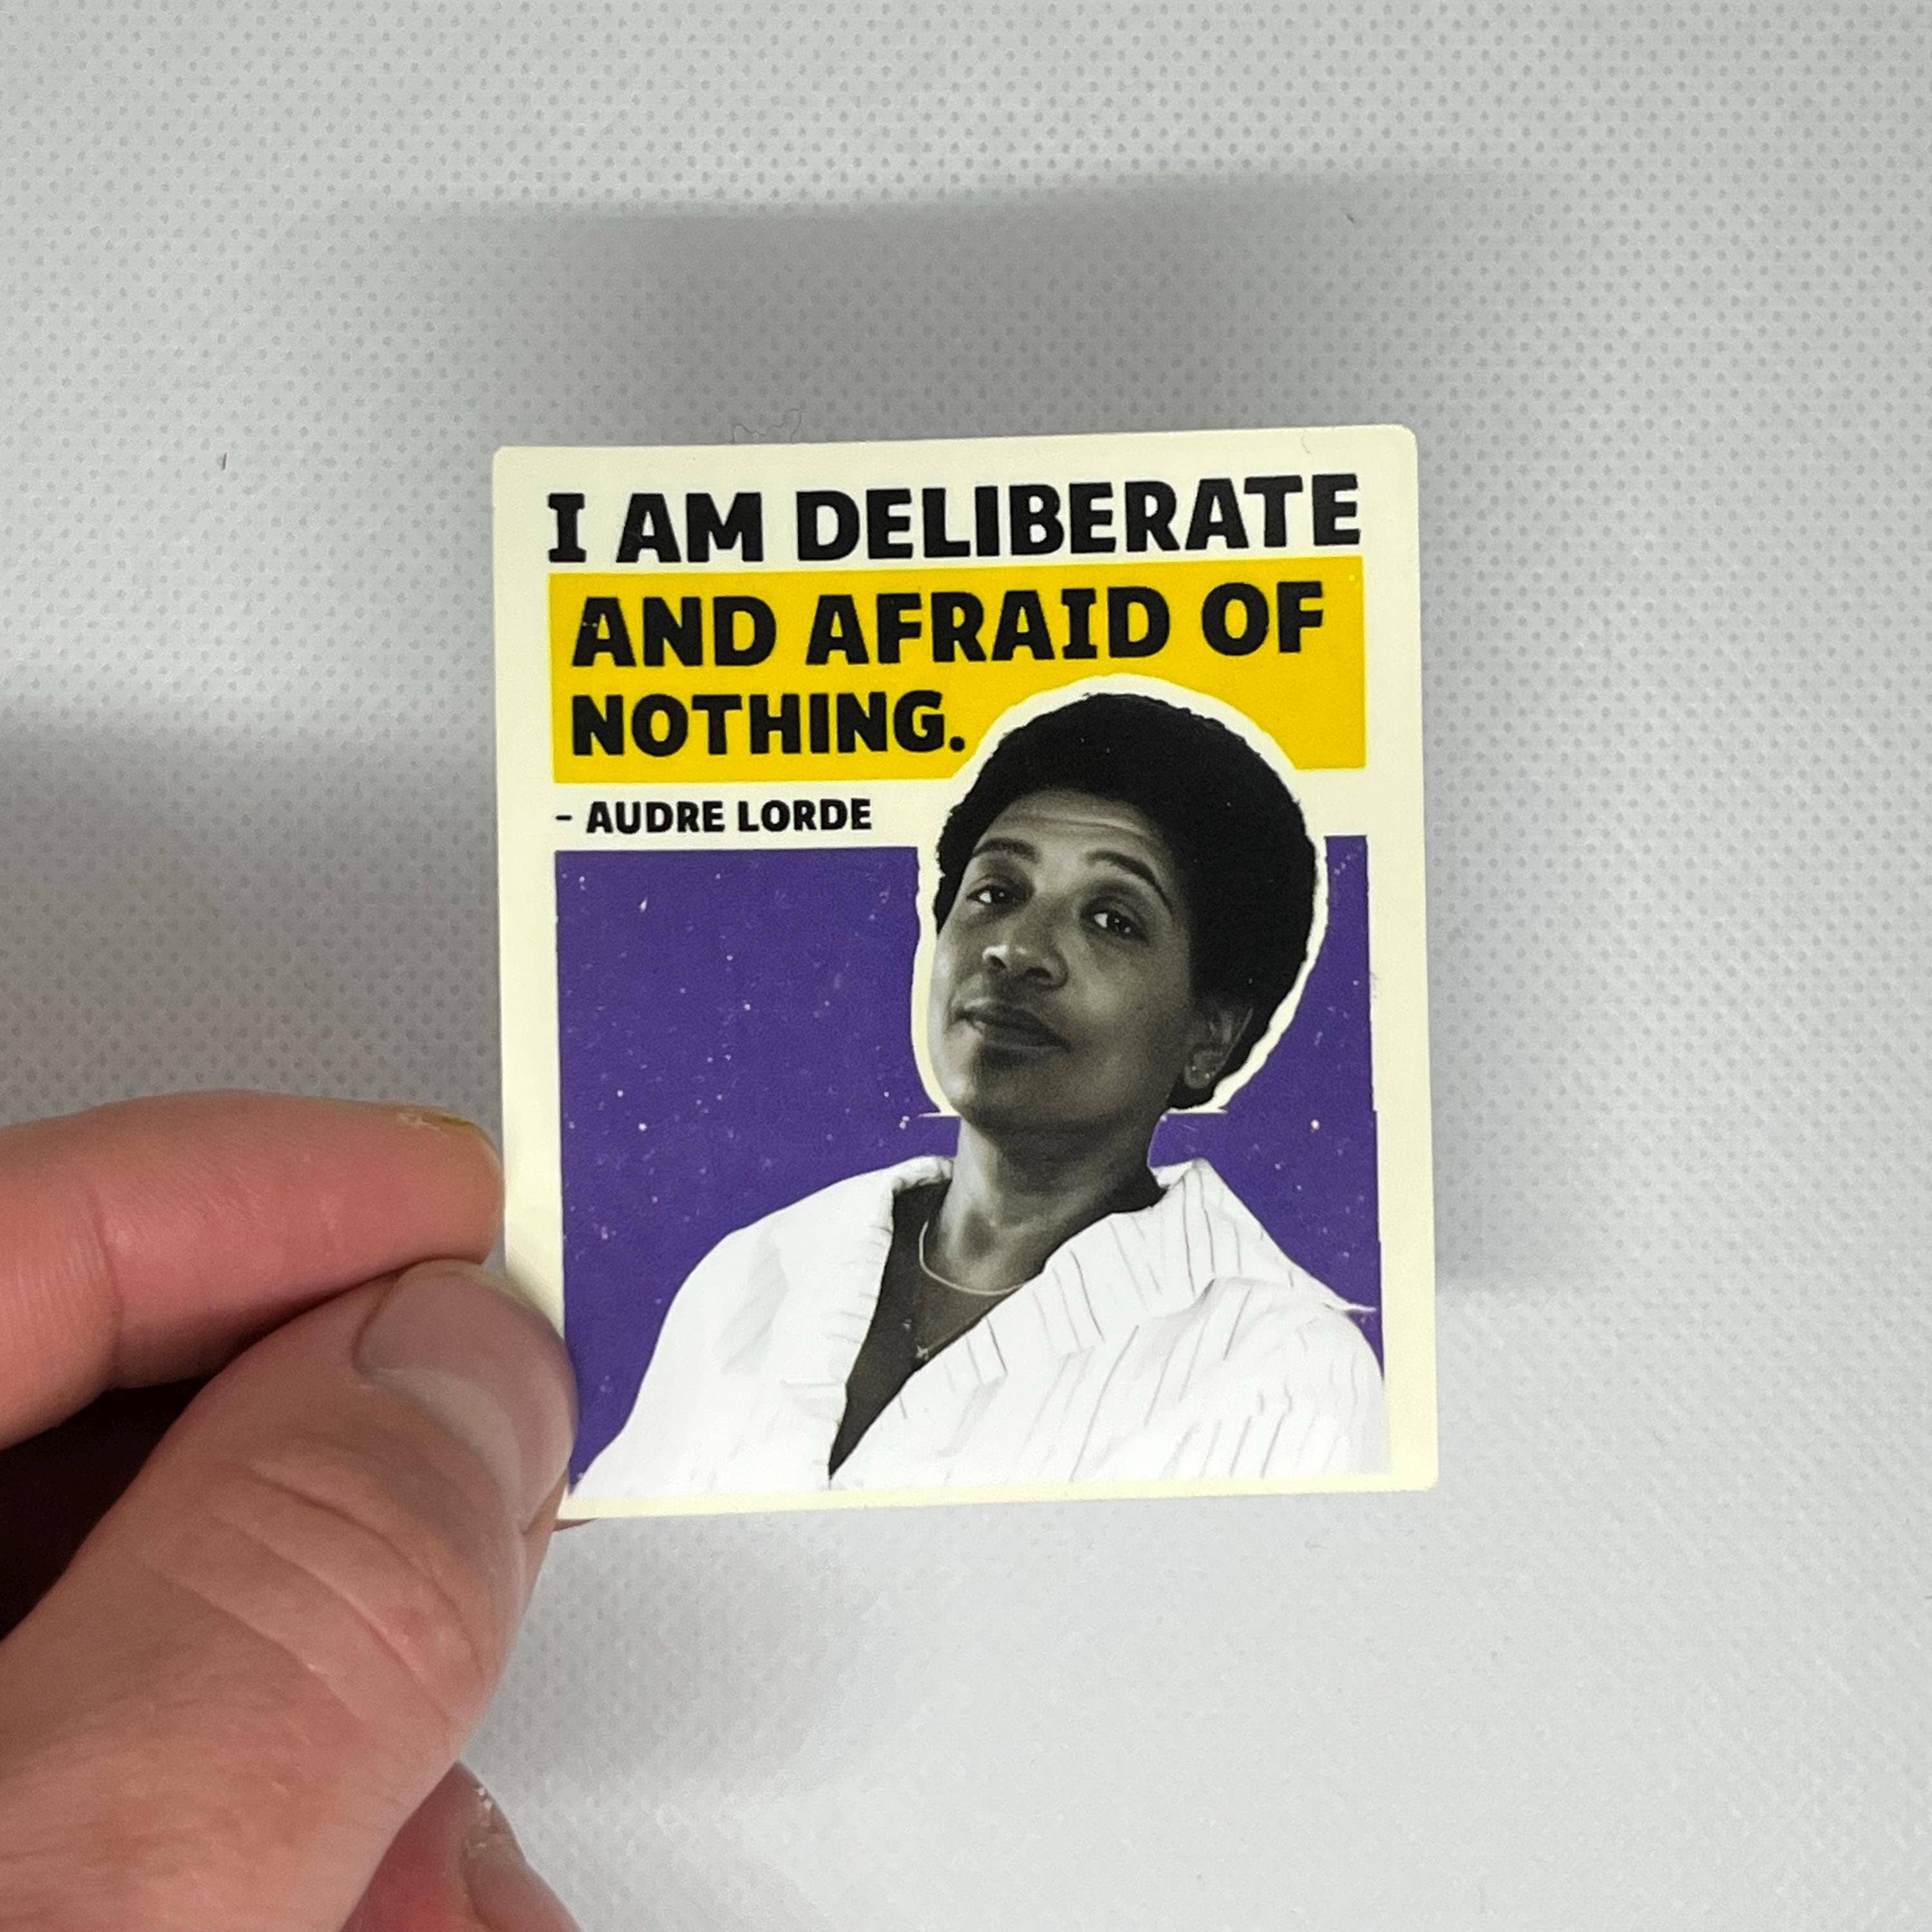 I AM DELIBERATE
AND AFRAID OF
NOTHING.
- AUDRE LORDE